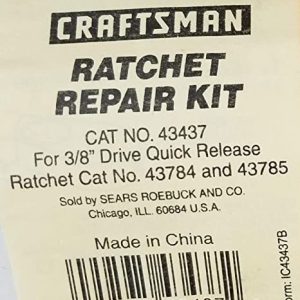 CRAFTSMAN
RATCHET
REPAIR KIT
CAT NO. 43437
For 3/8" Drive Quick Release
Ratchet Cat No. 43784 and 43785
Sold by SEARS ROEBUCK AND CO.
Chicago, ILL. 60684 U.S.A.
Made in China
orm: IC43437B